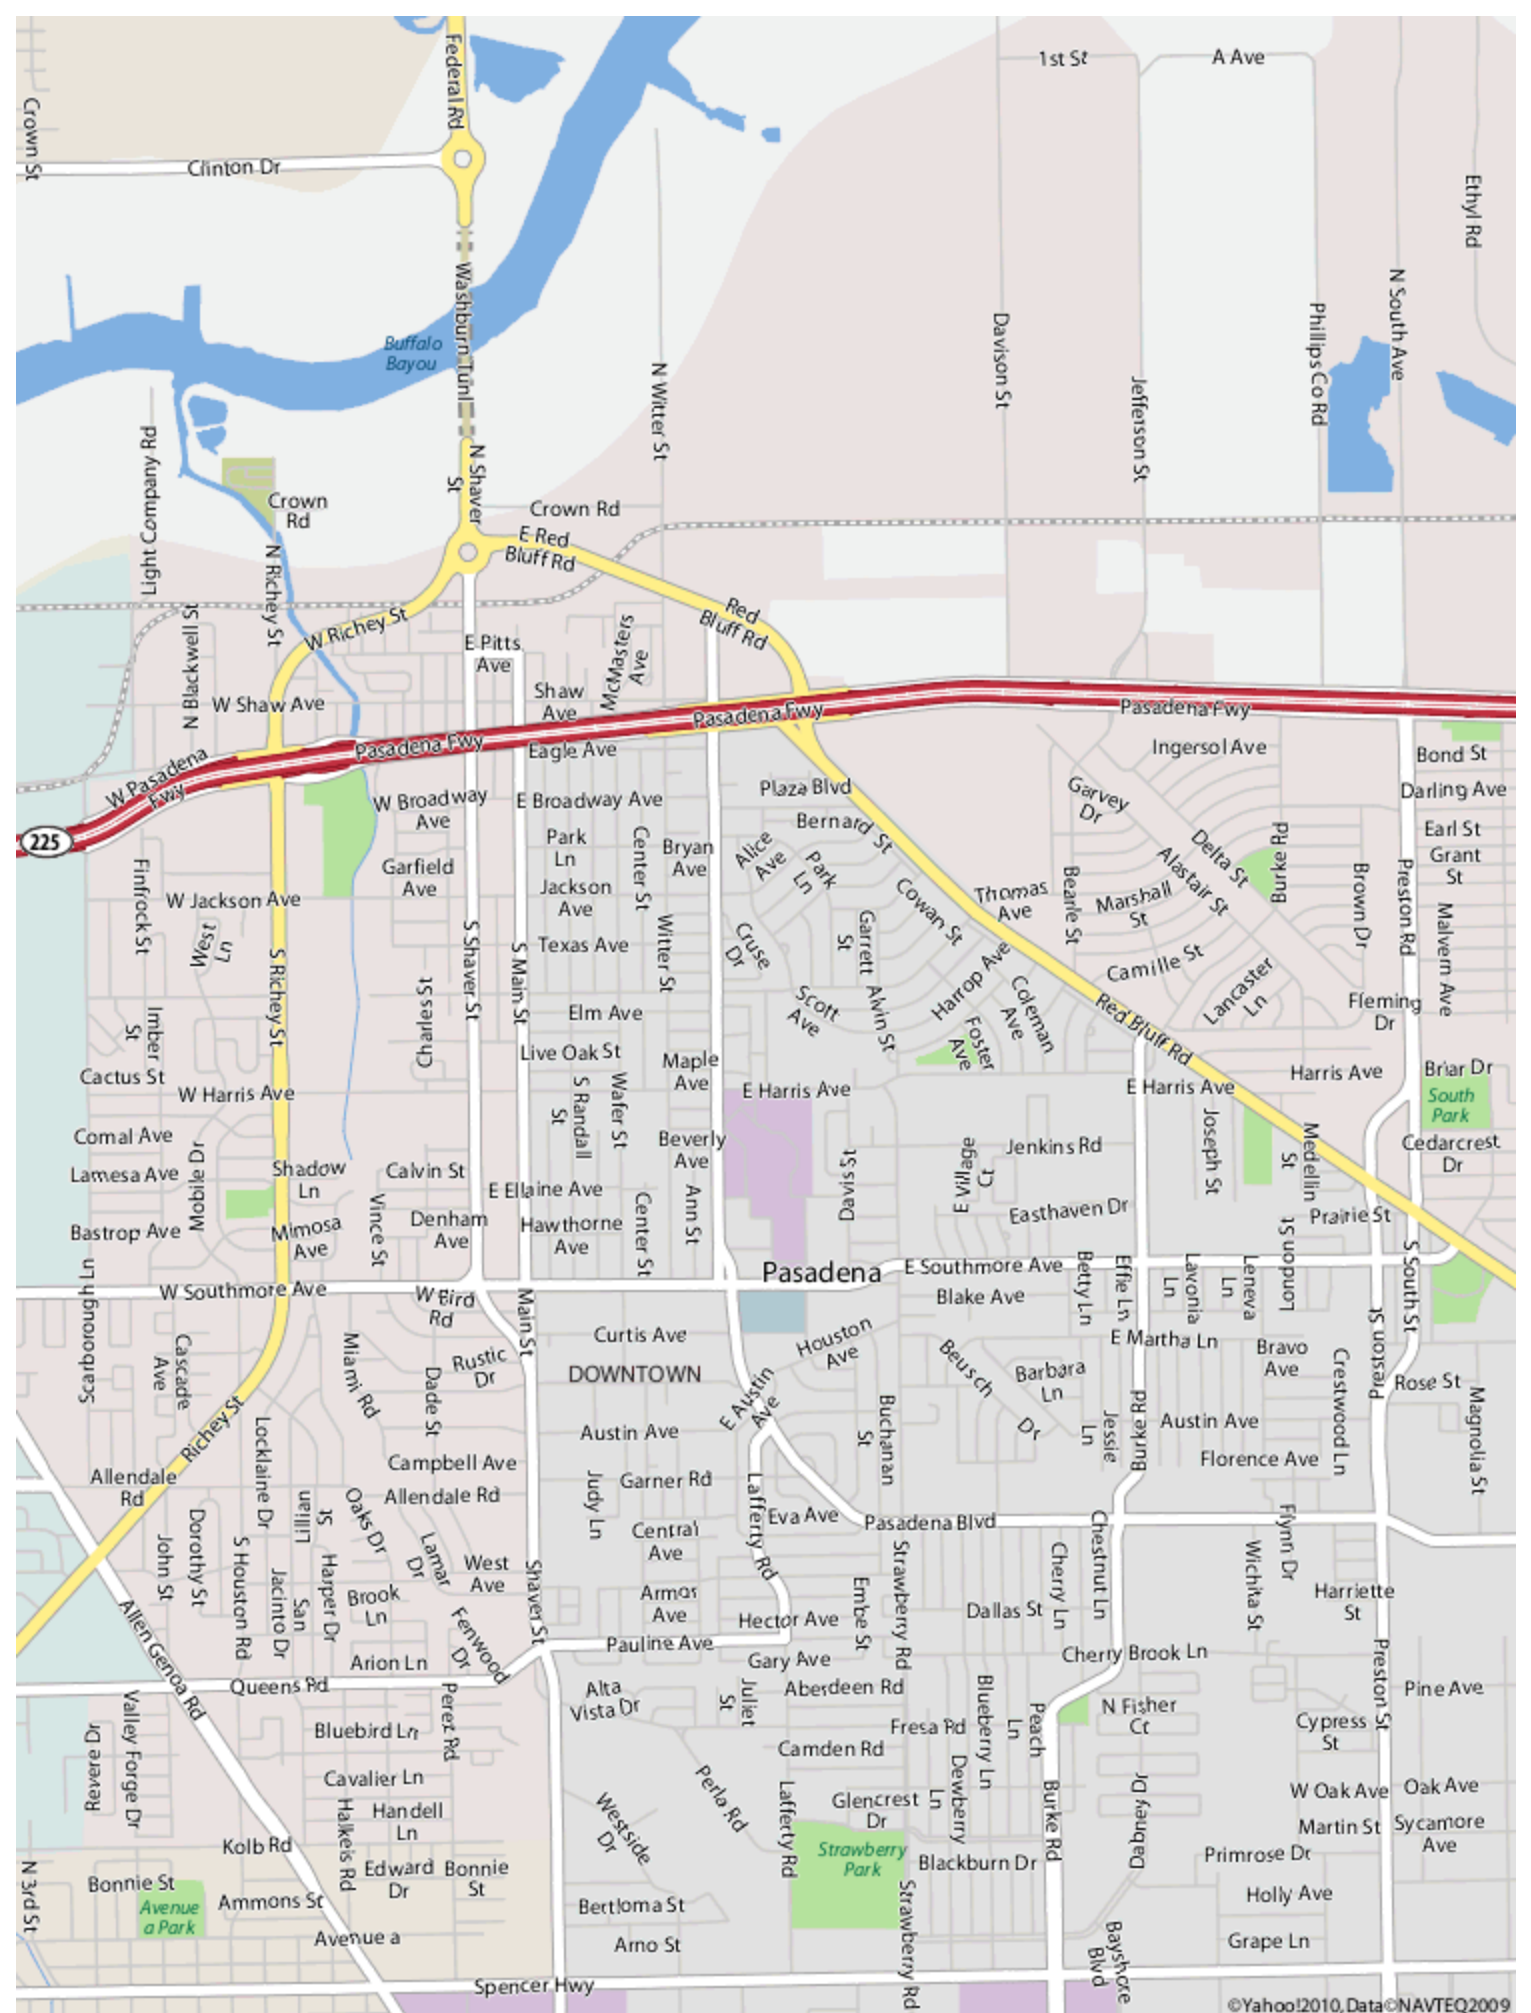 Federal Rd
1st St
A Ave
Crown St
Clinton Dr
Ethyl Rd
Washburn Tunl
N South Ave
Phillips Co Rd
Davison St
Buffalo
Bayou
N Witter St
Jefferson St
Light Company Rd
N Shaver
St
Crown
Rd
Crown Rd
E Red
Bluff Rd
N Richey St
N Blackwell St
W Richey St
Red
Bluff Rd
McMasters
Ave
E Pitts
Ave
W Shaw Ave
Shaw
Ave
Pasadena Fwy
Pasadena Fwy
Pasadena Fwy
W Pasadena
Fwy
Eagle Ave
Ingersol Ave
Bond St
225
W Broadway
Ave
E Broadway Ave
Plaza Blvd
Garvey
Dr
Darling Ave
Bernard St
Park
Ln
Center St
Bryan
Ave
Alice
Ave
Park
Ln
Delta St
Alastair St
Burke Rd
Earl St
Grant
St
Finfrock St
Garfield
Ave
Jackson
Ave
W Jackson Ave
Cowan St
Thomas
Ave
Bearle St
Marshall
St
Brown Dr
Preston Rd
Malvern Ave
West
Ln
S Richey St
S Shaver St
S Main St
Texas Ave
Witter St
Cruse
Dr
Garrett
St
Harrop Ave
Camille St
Lancaster
Ln
Charles St
Imber
St
Elm Ave
Scott
Ave
Alvin St
Coleman
Ave
Foster
Ave
Red Bluff Rd
Fleming
Dr
Live Oak St
Maple
Ave
Cactus St
W Harris Ave
S Randall
St
Wafer St
E Harris Ave
E Harris Ave
Harris Ave
Briar Dr
South
Park
Comal Ave
Mobile Dr
Beverly
Ave
Jenkins Rd
Joseph St
Medellin
St
Cedarcrest
Dr
Lamesa Ave
Shadow
Ln
Calvin St
E Ellaine Ave
Davis St
E Village
Ct
Bastrop Ave
Mimosa
Ave
Vince St
Denham
Ave
Hawthorne
Ave
Center St
Ann St
Easthaven Dr
Prairie St
London St
Scarborough Ln
W Southmore Ave
W Bird
Rd
Main St
Pasadena
E Southmore Ave
Blake Ave
Betty Ln
Effie Ln
Lavonia
Ln
Leneva
Ln
S South St
Preston St
Cascade
Ave
Miami Rd
Rustic
Dr
Dade St
Curtis Ave
DOWNTOWN
Houston
Ave
E Martha Ln
Bravo
Ave
Beusch
Dr
Barbara
Ln
Crestwood Ln
Rose St
Magnolia St
Richey St
Locklaine Dr
Austin Ave
E Austin
Ave
Buchanan
St
Jessie
Ln
Burke Rd
Austin Ave
Florence Ave
Campbell Ave
Allendale
Rd
Allendale Rd
Judy Ln
Garner Rd
Lafferty Rd
Dorothy St
John St
S Houston Rd
Lillian
St
Oaks Dr
Lamar
Dr
Central
Ave
Eva Ave
Pasadena Blvd
Chestnut Ln
Flynn Dr
Jacinto Dr
San
Harper Dr
Brook
Ln
West
Ave
Shaver St
Armor
Ave
Embe St
Strawberry Rd
Cherry Ln
Dallas St
Wichita St
Harriette
St
Allen Genoa Rd
Fenwood
Dr
Hector Ave
Pauline Ave
Arion Ln
Gary Ave
Cherry Brook Ln
Queens Rd
Alta
Vista Dr
Juliet
St
Aberdeen Rd
Blueberry Ln
Peach
Ln
Preston St
Pine Ave
Valley Forge Dr
Revere Dr
Bluebird Ln
Perez Rd
Fresa Rd
N Fisher
Ct
Cypress
St
Camden Rd
Cavalier Ln
Perla Rd
Lafferty Rd
Dewberry
Ln
Burke Rd
Dabney Dr
W Oak Ave
Oak Ave
Handell
Ln
Halkeis Rd
Westside
Dr
Glencrest
Dr
Martin St
Sycamore
Ave
Kolb Rd
Strawberry
Park
Primrose Dr
Edward
Dr
Bonnie
St
Blackburn Dr
N 3rd St
Bonnie St
Avenue
a Park
Ammons St
Bertloma St
Strawberry Rd
Holly Ave
Avenue a
Arno St
Bayshore
Blvd
Grape Ln
Spencer Hwy
©Yahoo!2010, Data©NAVTEQ2009